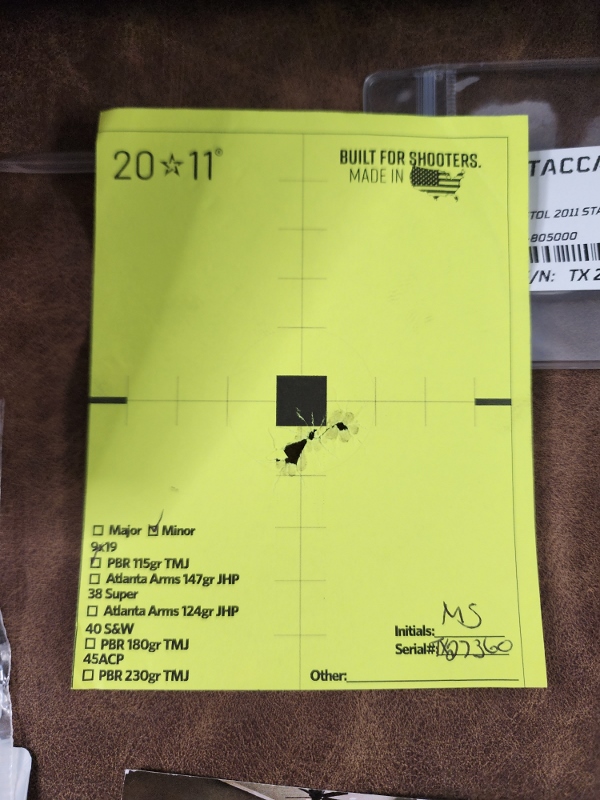 20☆11®
BUILT FOR SHOOTERS.
MADE IN
TACCA
TOL 2011 STA
-805000
/N: TX 2
☐ Major ☑ Minor
9x19
☑ PBR 115gr TMJ
☐ Atlanta Arms 147gr JHP
38 Super
☐ Atlanta Arms 124gr JHP
40 S&W
☐ PBR 180gr TMJ
45ACP
☐ PBR 230gr TMJ
Initials: MS
Serial#: TX27360
Other: